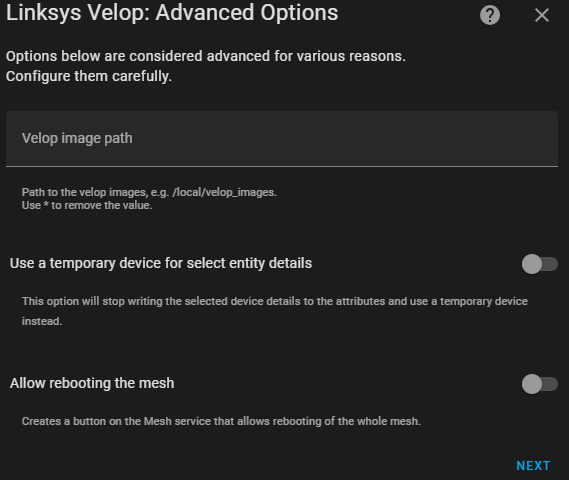 Linksys Velop: Advanced Options
Options below are considered advanced for various reasons.
Configure them carefully.
Velop image path
Path to the velop images, e.g. /local/velop_images.
Use * to remove the value.
Use a temporary device for select entity details
This option will stop writing the selected device details to the attributes and use a temporary device
instead.
Allow rebooting the mesh
Creates a button on the Mesh service that allows rebooting of the whole mesh.
NEXT